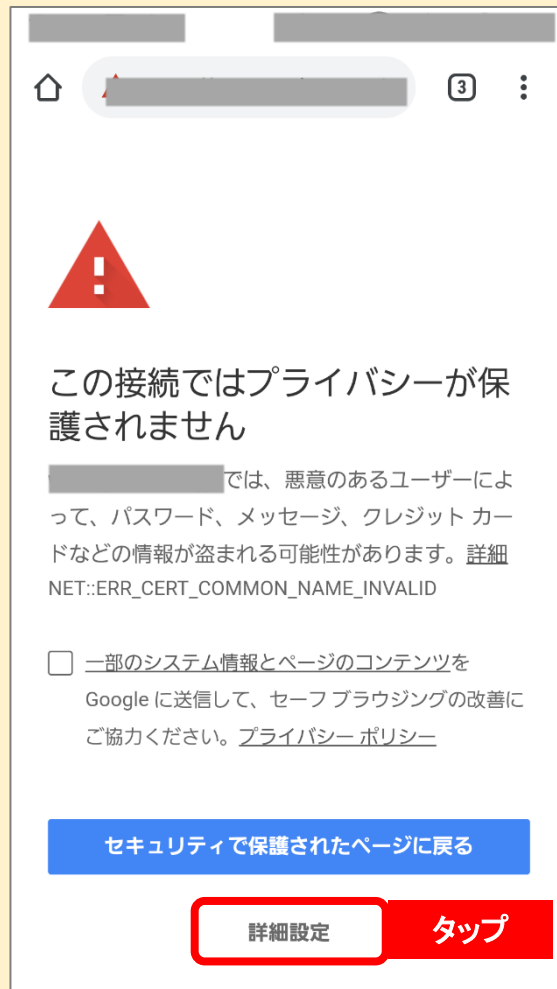 3
この接続ではプライバシーが保
護されません
では、悪意のあるユーザーによ
って、パスワード、メッセージ、クレジット カー
ドなどの情報が盗まれる可能性があります。詳細
NET::ERR_CERT_COMMON_NAME_INVALID
一部のシステム情報とページのコンテンツを
Google に送信して、セーフ ブラウジングの改善に
ご協力ください。プライバシー ポリシー
セキュリティで保護されたページに戻る
詳細設定 タップ